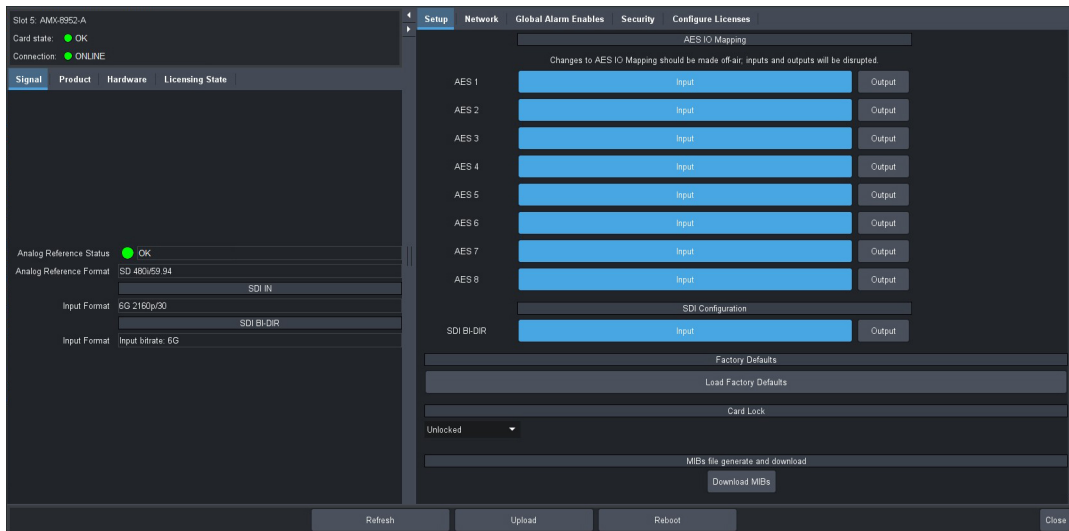 Slot 5: AMX-8952-A
Card state: OK
Connection: ONLINE
Signal Product Hardware Licensing State
Analog Reference Status OK
Analog Reference Format SD 480i/59.94
SDI IN
Input Format 6G 2160p/30
SDI BI-DIR
Input Format Input bitrate: 6G
Setup Network Global Alarm Enables Security Configure Licenses
AES IO Mapping
Changes to AES IO Mapping should be made off-air; inputs and outputs will be disrupted.
AES 1 Input Output
AES 2 Input Output
AES 3 Input Output
AES 4 Input Output
AES 5 Input Output
AES 6 Input Output
AES 7 Input Output
AES 8 Input Output
SDI Configuration
SDI BI-DIR Input Output
Factory Defaults
Load Factory Defaults
Card Lock
Unlocked
MIBs file generate and download
Download MIBs
Refresh Upload Reboot Close